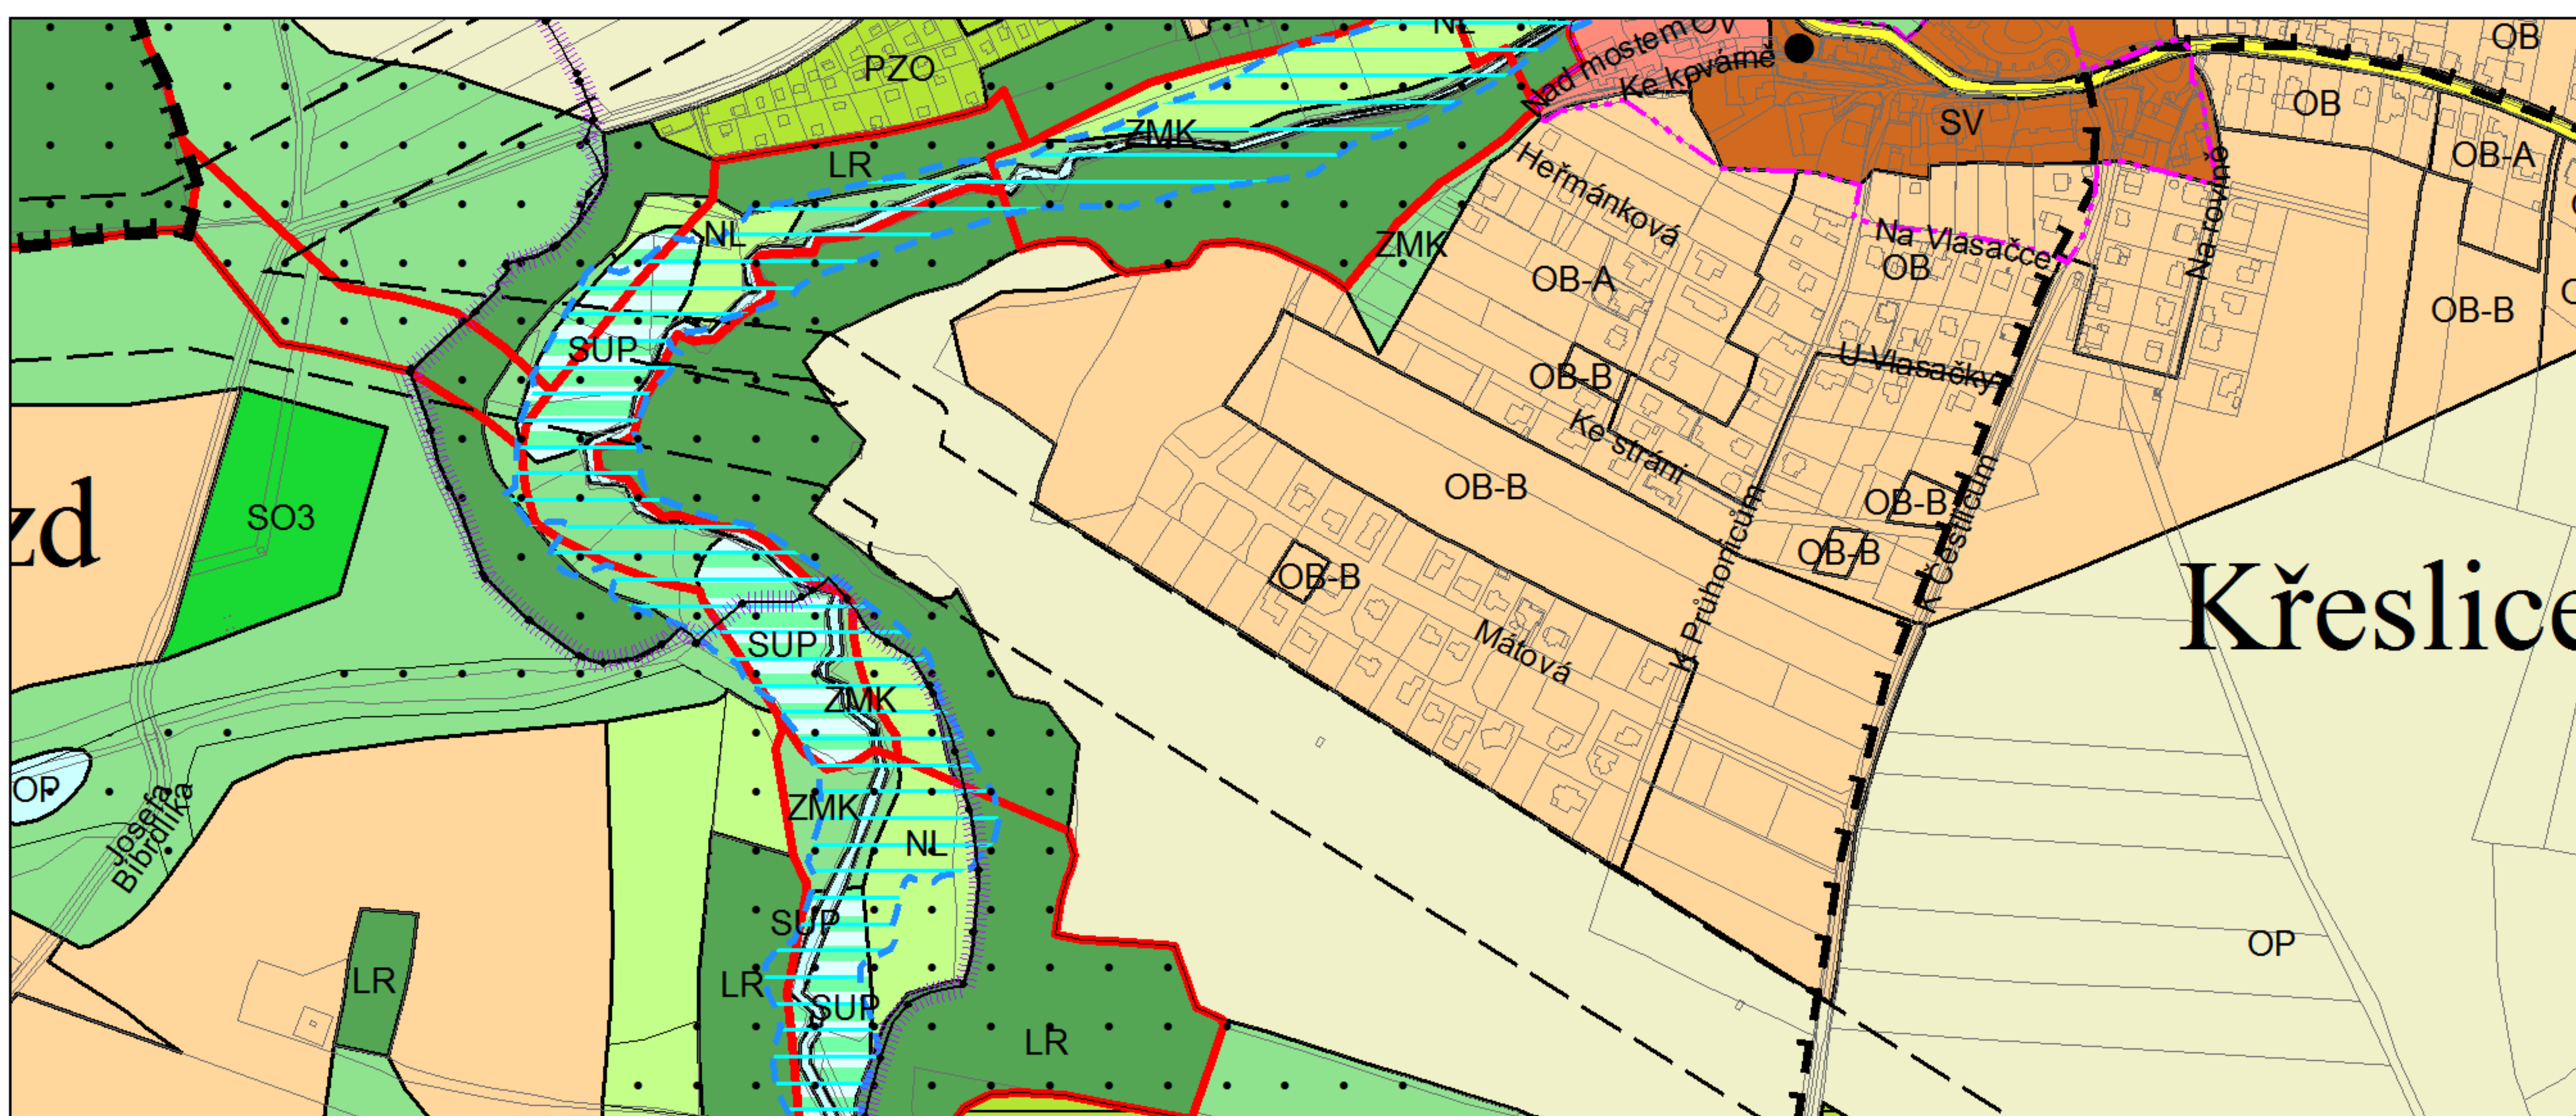 NL
Nad mostem OV
Ke kovárně
OB
PZO
OB
SV
ZMK
OB-A
LR
Heřmánková
Na rovině
NL
ZMK
Na Vlasačce
OB
OB-A
OB-B
SUP
U Vlasačky
OB-B
Ke stráni
OB-B
OB-B
SO3
zd
OB-B
OB-B
K Čestlicům
K Průhonicům
Křeslice
Mátová
SUP
ZMK
OP
ZMK
Josefa
Bíbrdlíka
NL
SUP
OP
LR
LR
SUP
LR